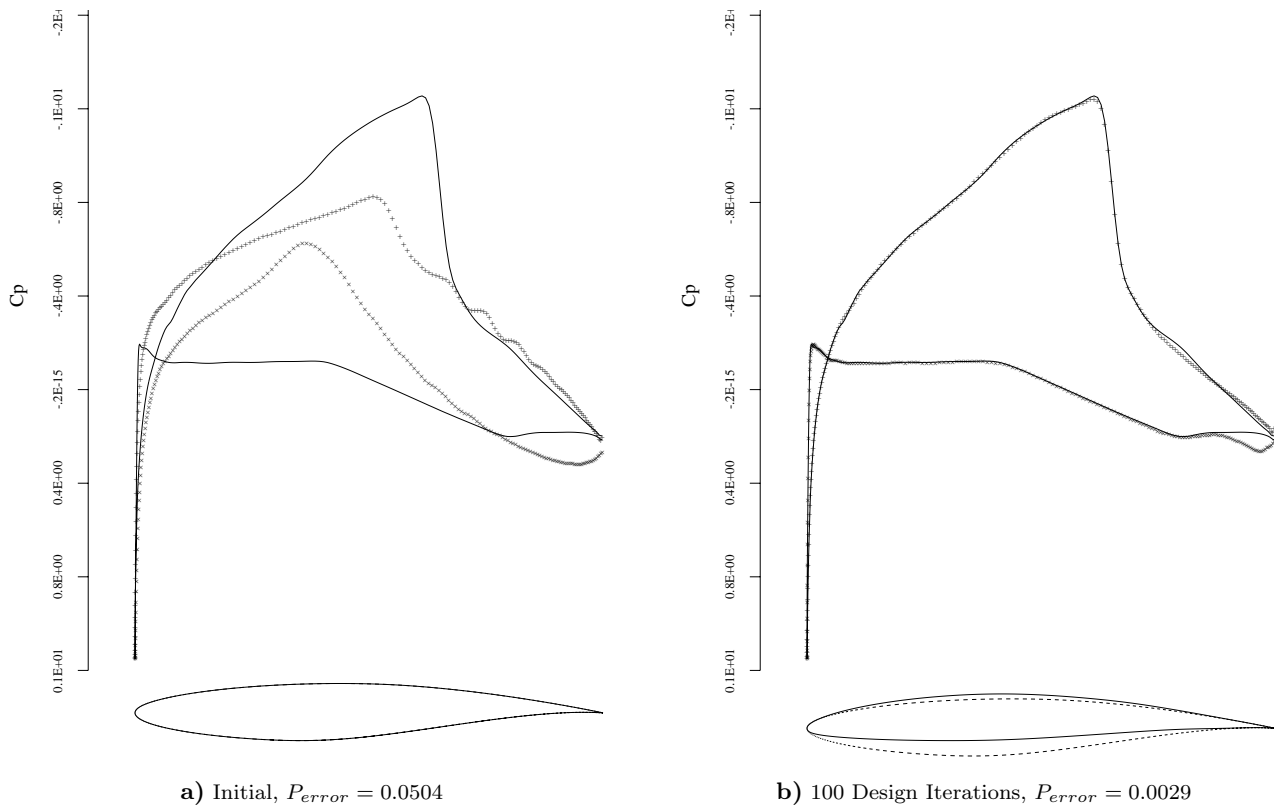 Cp
-.2E+01
-.1E+01
-.8E+00
-.4E+00
-.2E-15
0.4E+00
0.8E+00
0.1E+01
Cp
-.2E+01
-.1E+01
-.8E+00
-.4E+00
-.2E-15
0.4E+00
0.8E+00
0.1E+01
a) Initial, P_error = 0.0504
b) 100 Design Iterations, P_error = 0.0029